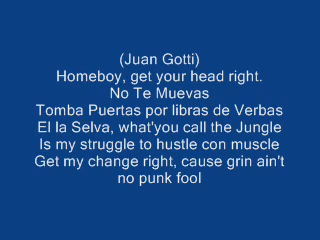 (Juan Gotti)
Homeboy, get your head right.
No Te Muevas
Tomba Puertas por libras de Verbas
El la Selva, what'you call the Jungle
Is my struggle to hustle con muscle
Get my change right, cause grin ain't
no punk fool